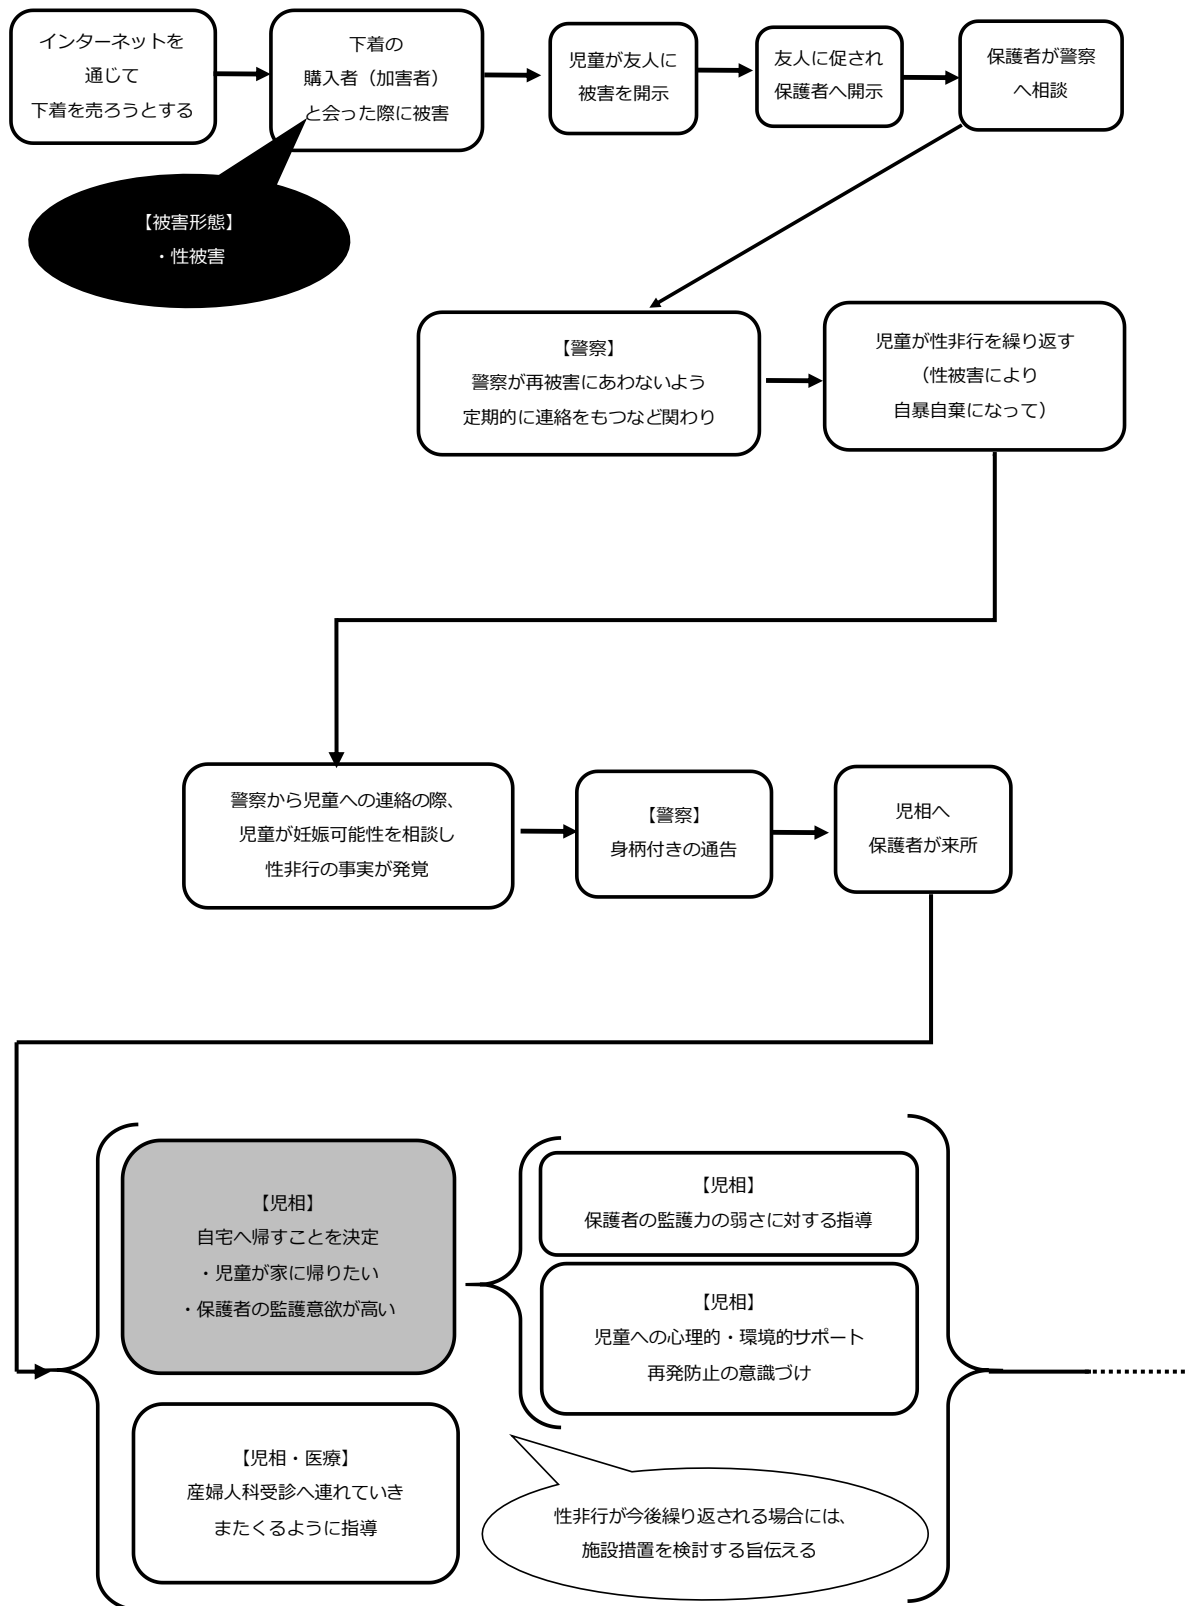 インターネットを
通じて
下着を売ろうとする
下着の
購入者（加害者）
と会った際に被害
児童が友人に
被害を開示
友人に促され
保護者へ開示
保護者が警察
へ相談
【被害形態】
・性被害
【警察】
警察が再被害にあわないよう
定期的に連絡をもつなど関わり
児童が性非行を繰り返す
（性被害により
自暴自棄になって）
警察から児童への連絡の際、
児童が妊娠可能性を相談し
性非行の事実が発覚
【警察】
身柄付きの通告
児相へ
保護者が来所
【児相】
自宅へ帰すことを決定
・児童が家に帰りたい
・保護者の監護意欲が高い
【児相】
保護者の監護力の弱さに対する指導
【児相】
児童への心理的・環境的サポート
再発防止の意識づけ
【児相・医療】
産婦人科受診へ連れていき
またくるように指導
性非行が今後繰り返される場合には、
施設措置を検討する旨伝える